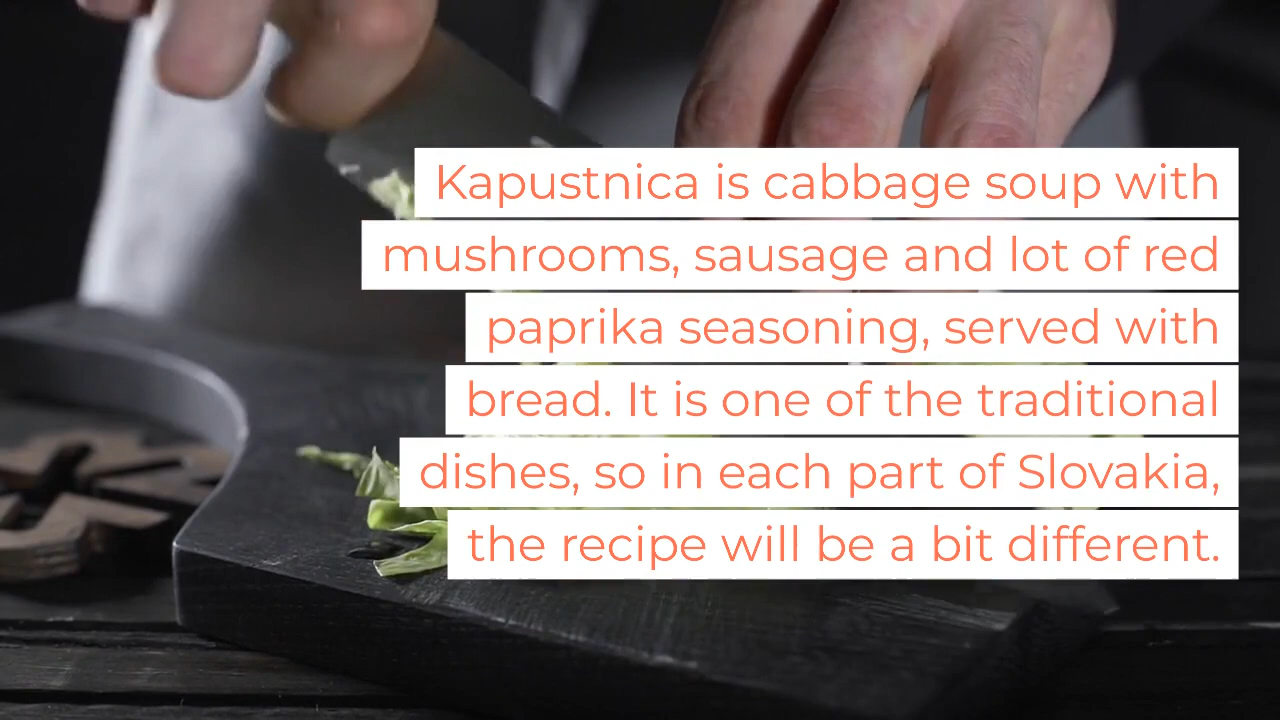 Kapustnica is cabbage soup with
mushrooms, sausage and lot of red
paprika seasoning, served with
bread. It is one of the traditional
dishes, so in each part of Slovakia,
the recipe will be a bit different.